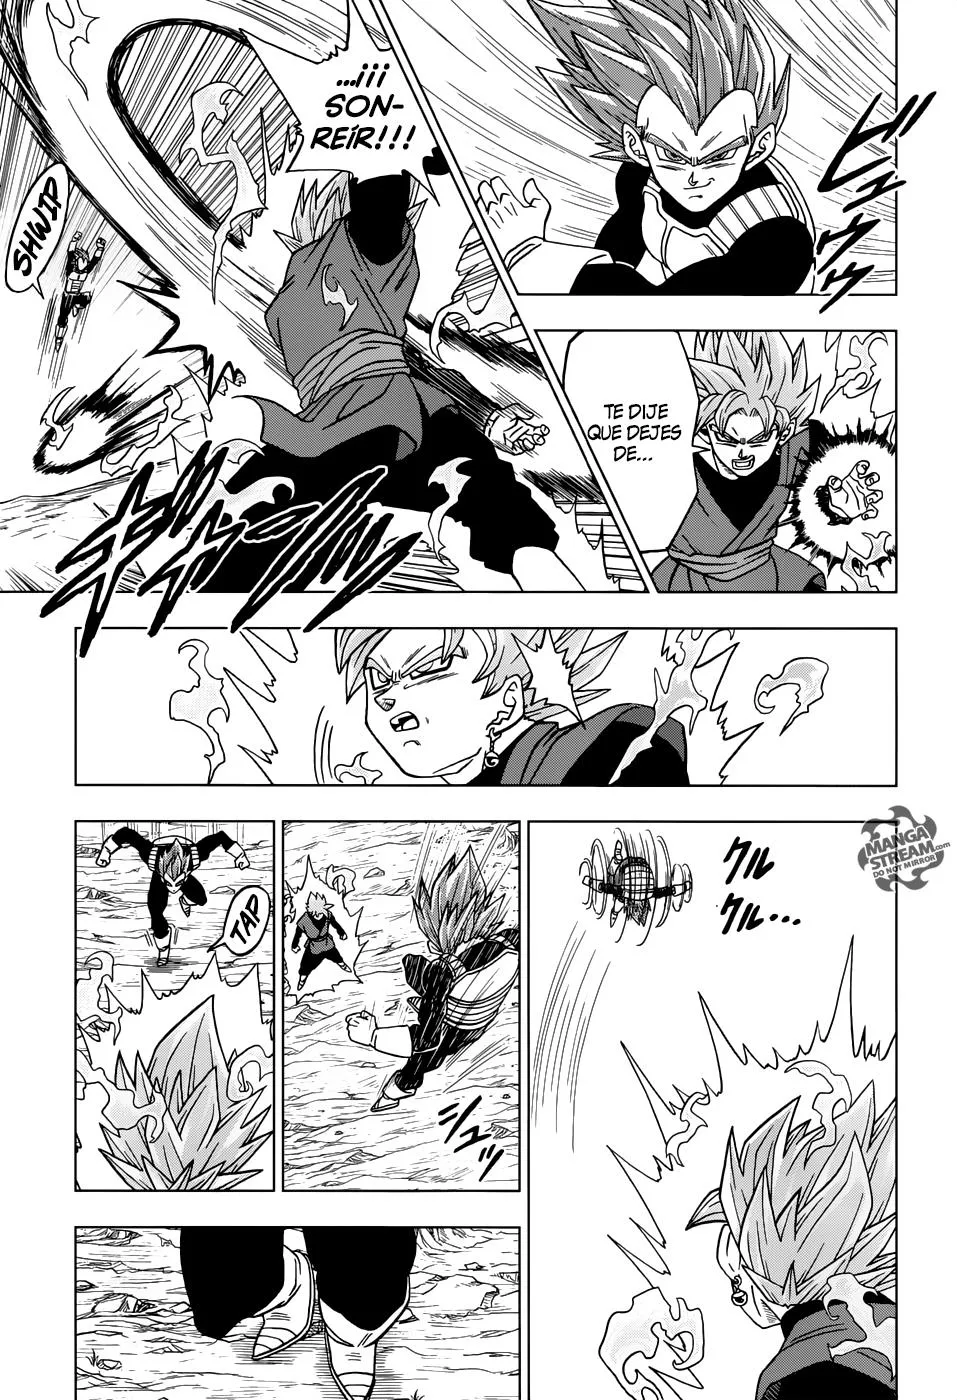 ビュウウ
TE DIJE
QUE DEJES
DE...
...¡¡¡
SON-
REÍR!!!
SHWIP
クル
クル...
シュッ
TAP
MANGA
STREAM.com
DO NOT MIRROR